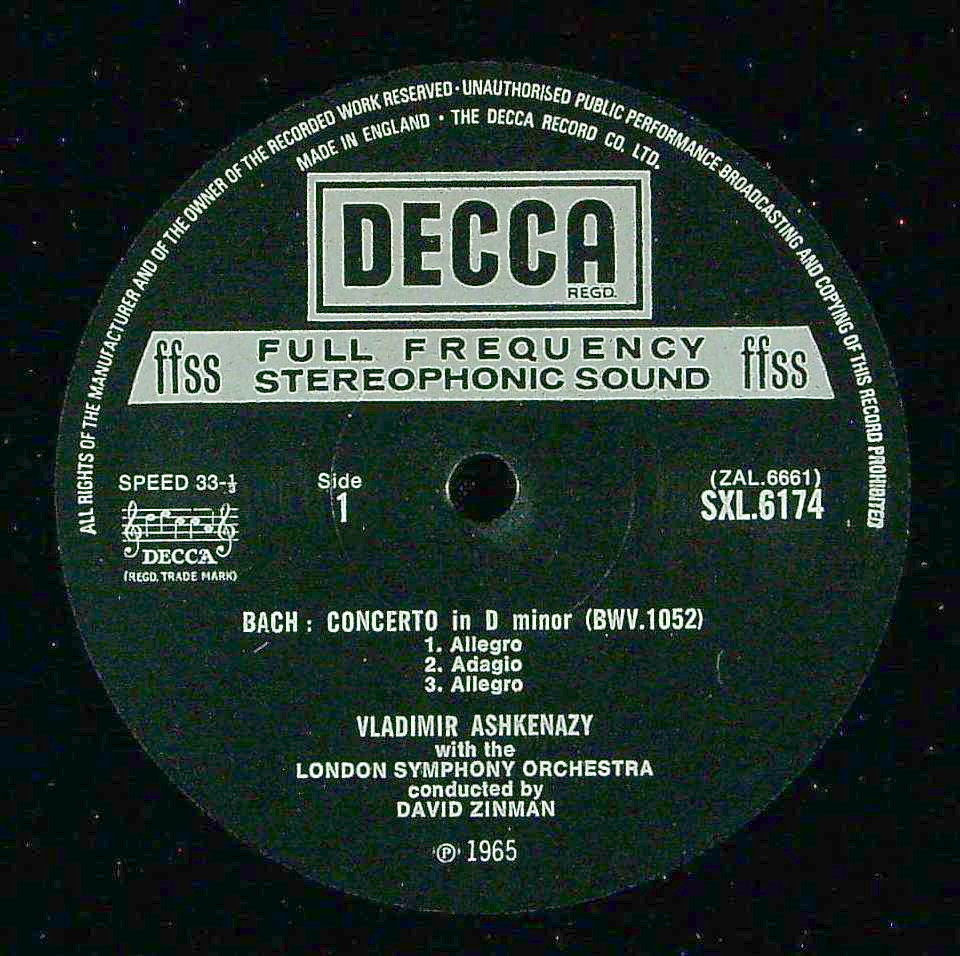 ALL RIGHTS OF THE MANUFACTURER AND OF THE OWNER OF THE RECORDED WORK RESERVED · UNAUTHORISED PUBLIC PERFORMANCE BROADCASTING AND COPYING OF THIS RECORD PROHIBITED
MADE IN ENGLAND · THE DECCA RECORD CO. LTD.
DECCA
REGD.
ffss FULL FREQUENCY STEREOPHONIC SOUND ffss
SPEED 33-⅓
DECCA
(REGD. TRADE MARK)
Side
1
(ZAL.6661)
SXL.6174
BACH : CONCERTO in D minor (BWV.1052)
1. Allegro
2. Adagio
3. Allegro
VLADIMIR ASHKENAZY
with the
LONDON SYMPHONY ORCHESTRA
conducted by
DAVID ZINMAN
℗ 1965